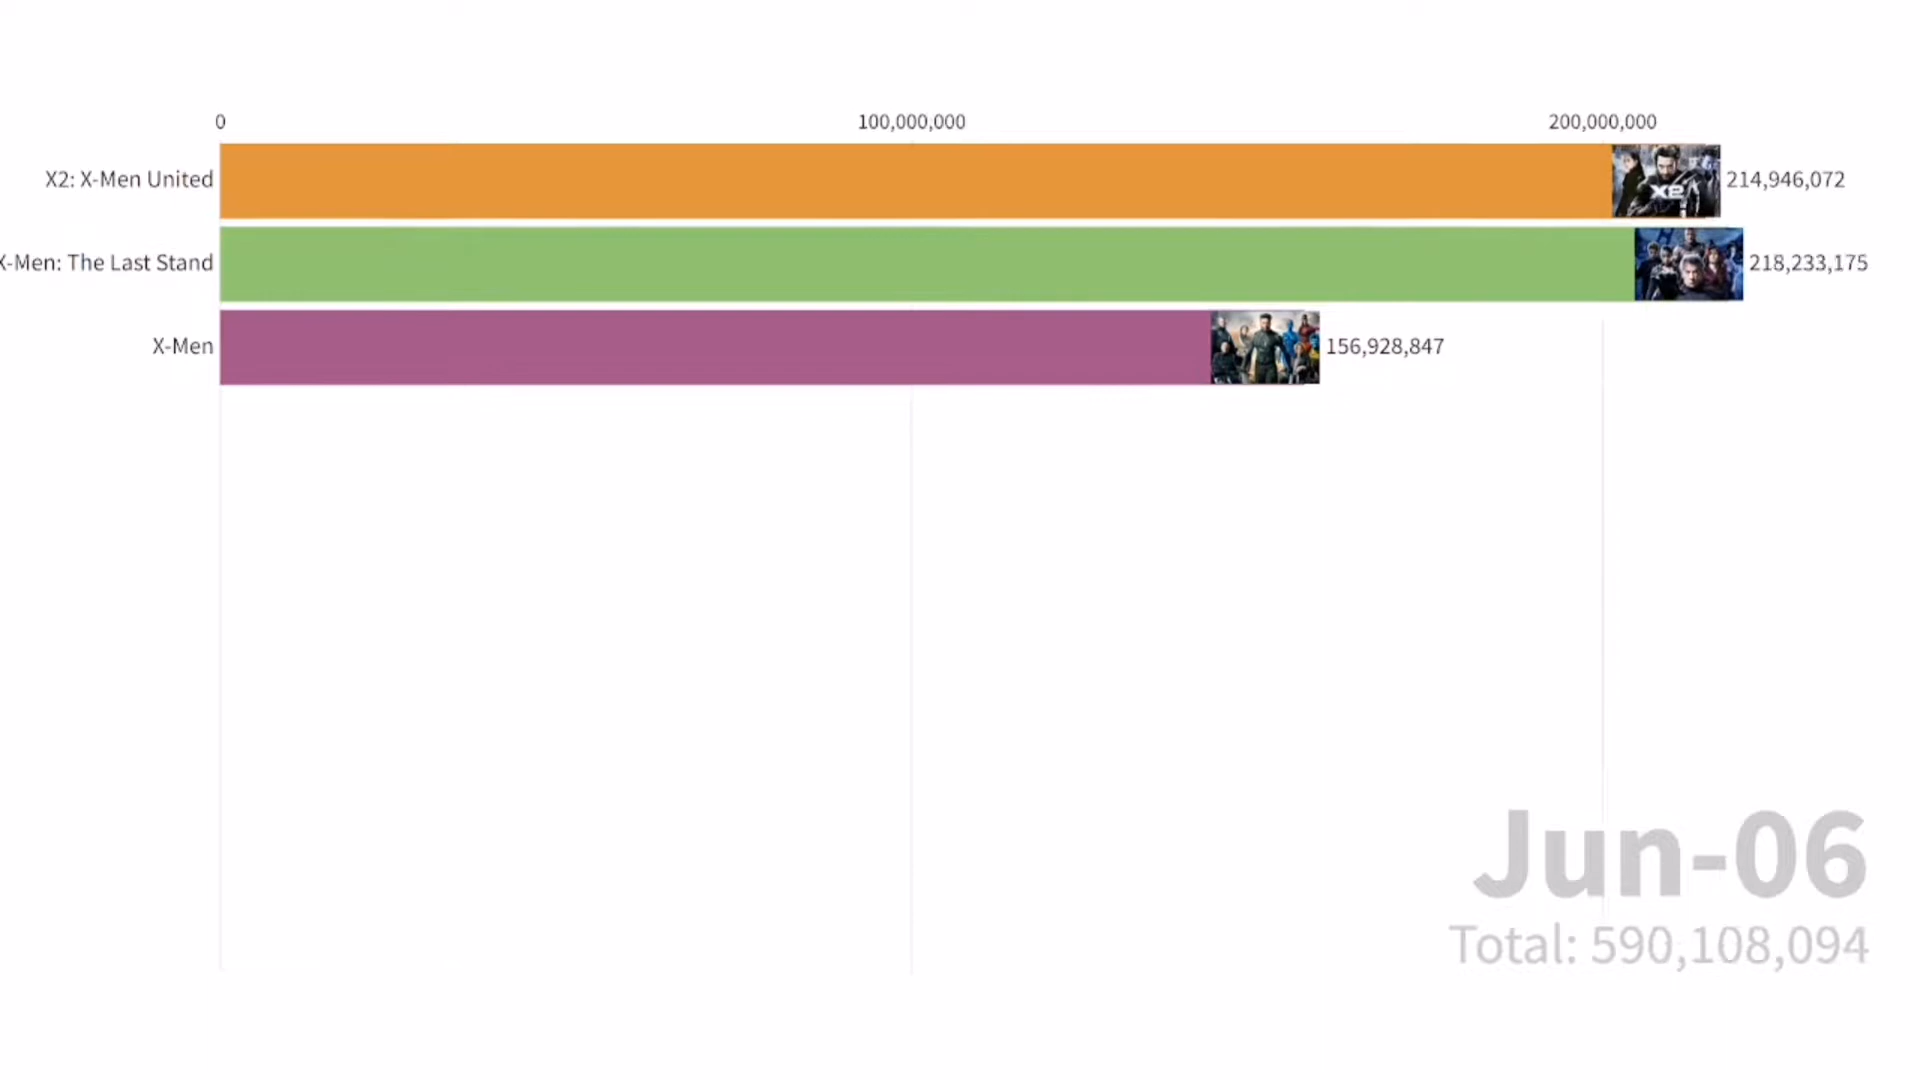 0 100,000,000 200,000,000
X2: X-Men United X2 214,946,072
X-Men: The Last Stand 218,233,175
X-Men 156,928,847
Jun-06
Total: 590,108,094